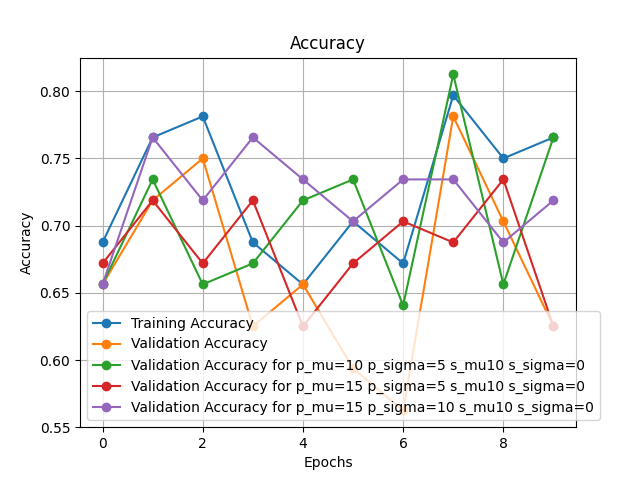 Accuracy
0.80
0.75
0.70
0.65
0.60
0.55
Accuracy
Training Accuracy
Validation Accuracy
Validation Accuracy for p_mu=10 p_sigma=5 s_mu10 s_sigma=0
Validation Accuracy for p_mu=15 p_sigma=5 s_mu10 s_sigma=0
Validation Accuracy for p_mu=15 p_sigma=10 s_mu10 s_sigma=0
0 2 4 6 8
Epochs